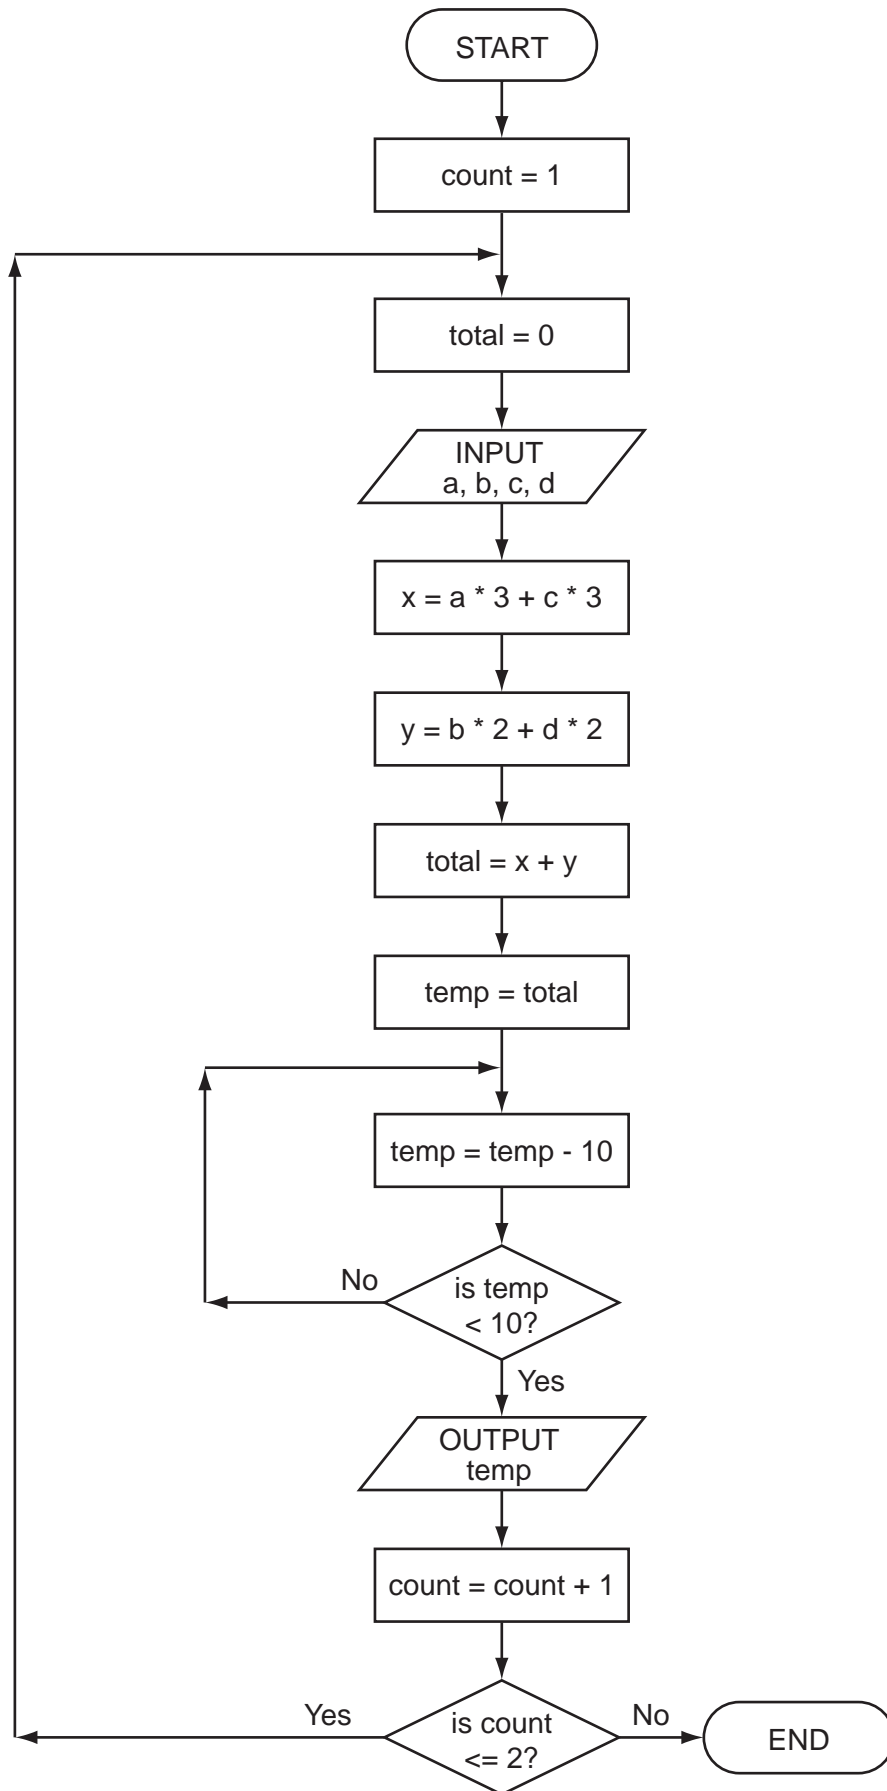 START
count = 1
total = 0
INPUT
a, b, c, d
x = a * 3 + c * 3
y = b * 2 + d * 2
total = x + y
temp = total
temp = temp - 10
No
is temp
< 10?
Yes
OUTPUT
temp
count = count + 1
Yes
is count
<= 2?
No
END